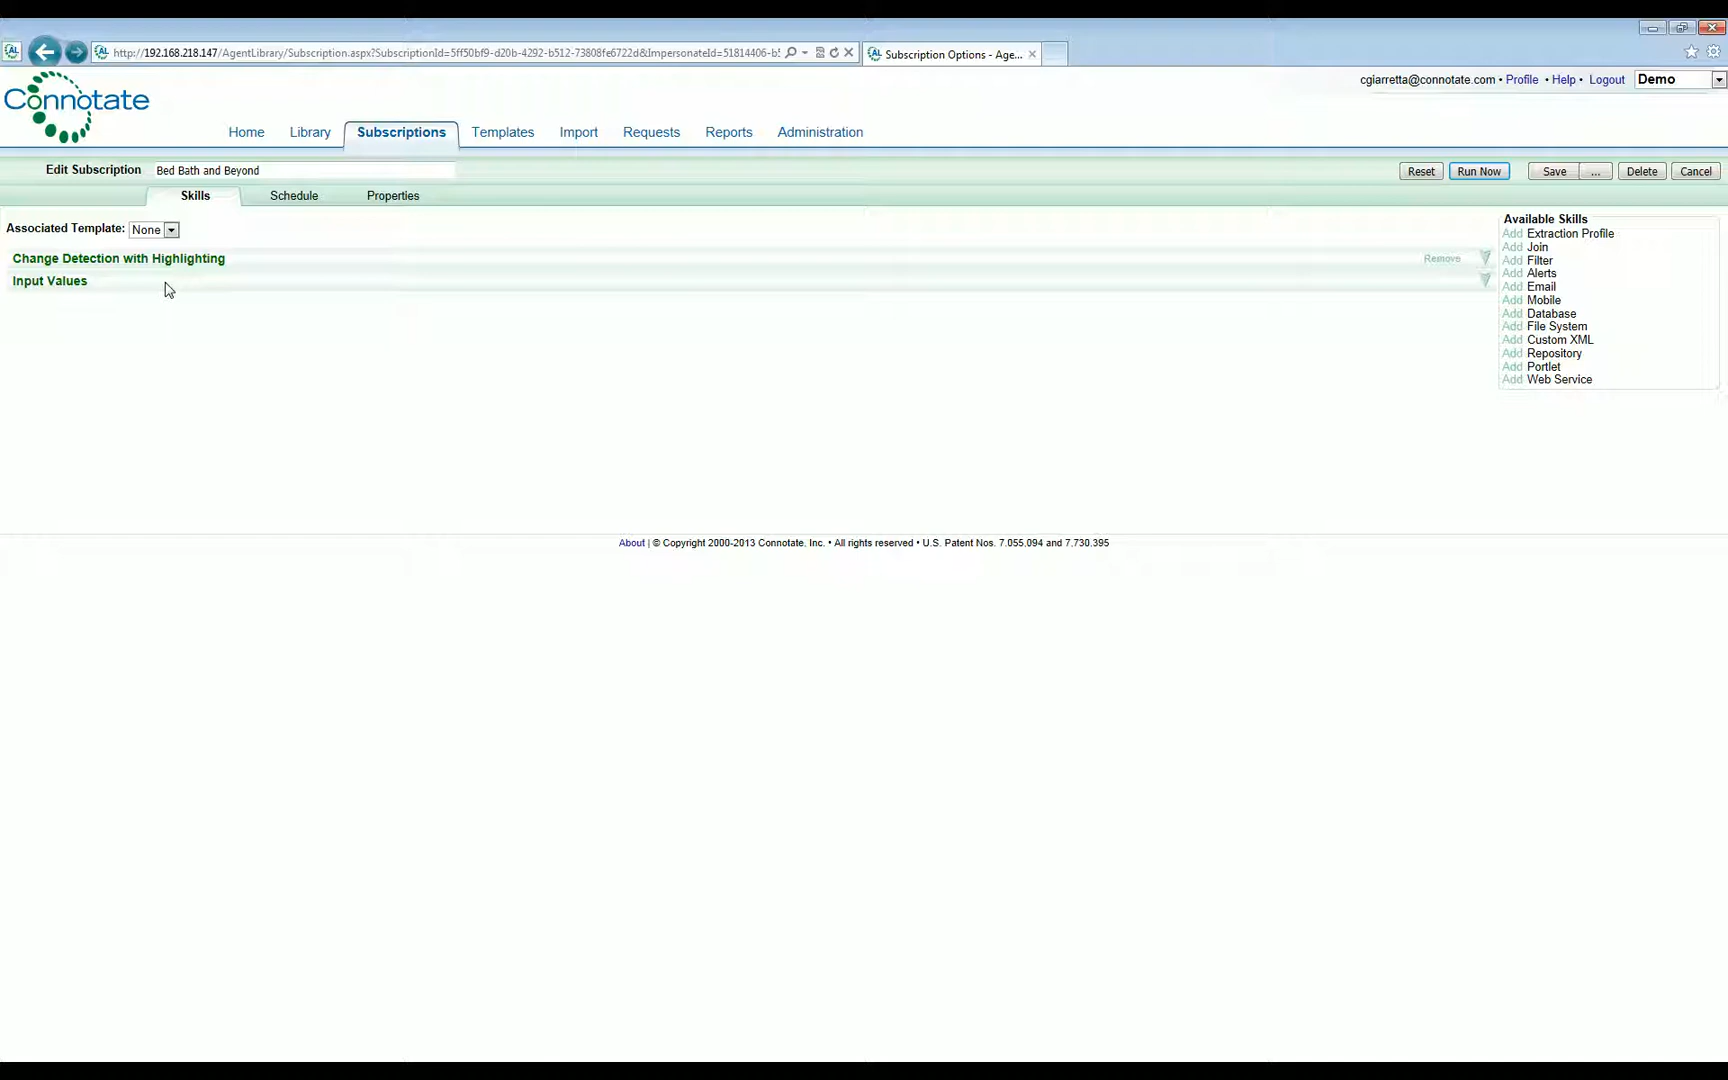 http://192.168.218.147/AgentLibrary/Subscription.aspx?SubscriptionId=5ff50bf9-d20b-4292-b512-73808fe6722d&ImpersonateId=51814406-b!
Subscription Options - Age...
Connotate
cgiarretta@connotate.com • Profile • Help • Logout Demo
Home Library Subscriptions Templates Import Requests Reports Administration
Edit Subscription Bed Bath and Beyond Reset Run Now Save ... Delete Cancel
Skills Schedule Properties
Associated Template: None
Change Detection with Highlighting Remove
Input Values
Available Skills
Add Extraction Profile
Add Join
Add Filter
Add Alerts
Add Email
Add Mobile
Add Database
Add File System
Add Custom XML
Add Repository
Add Portlet
Add Web Service
About | © Copyright 2000-2013 Connotate, Inc. • All rights reserved • U.S. Patent Nos. 7,055,094 and 7,730,395